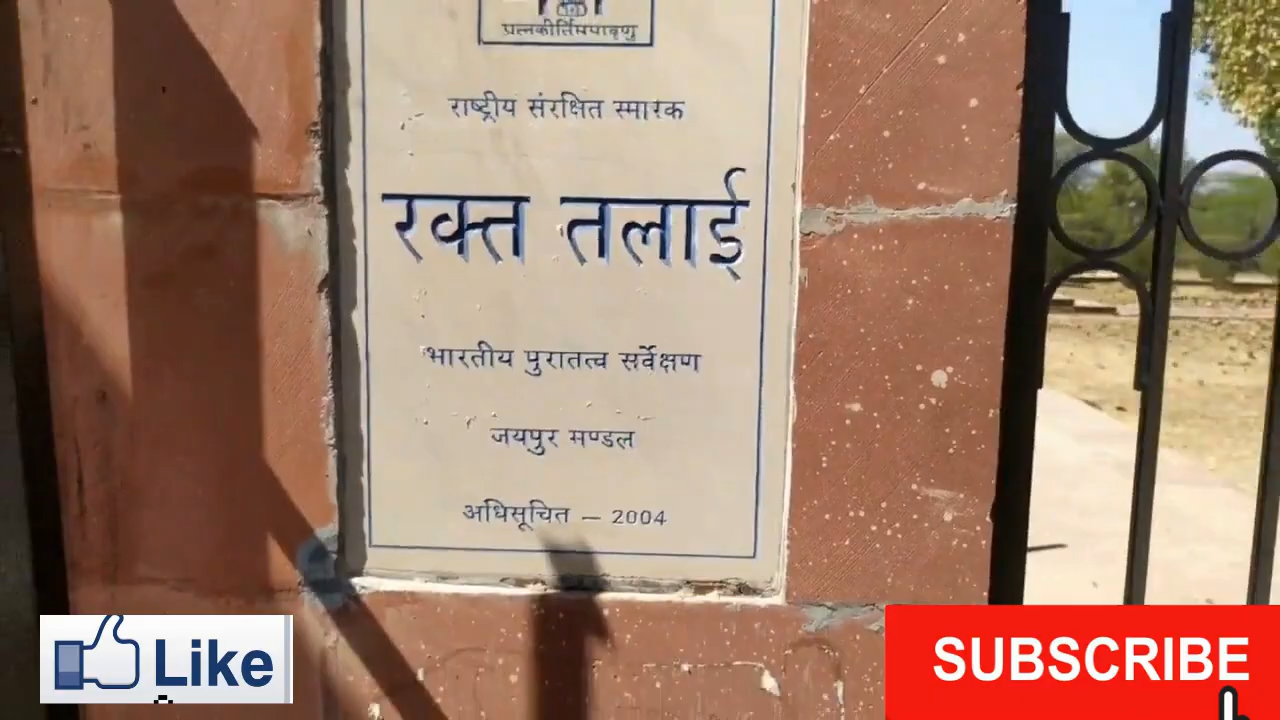 प्रत्नकीर्तिमपावृणु
राष्ट्रीय संरक्षित स्मारक
रक्त तलाई
भारतीय पुरातत्व सर्वेक्षण
जयपुर मण्डल
अधिसूचित – 2004
Like
SUBSCRIBE